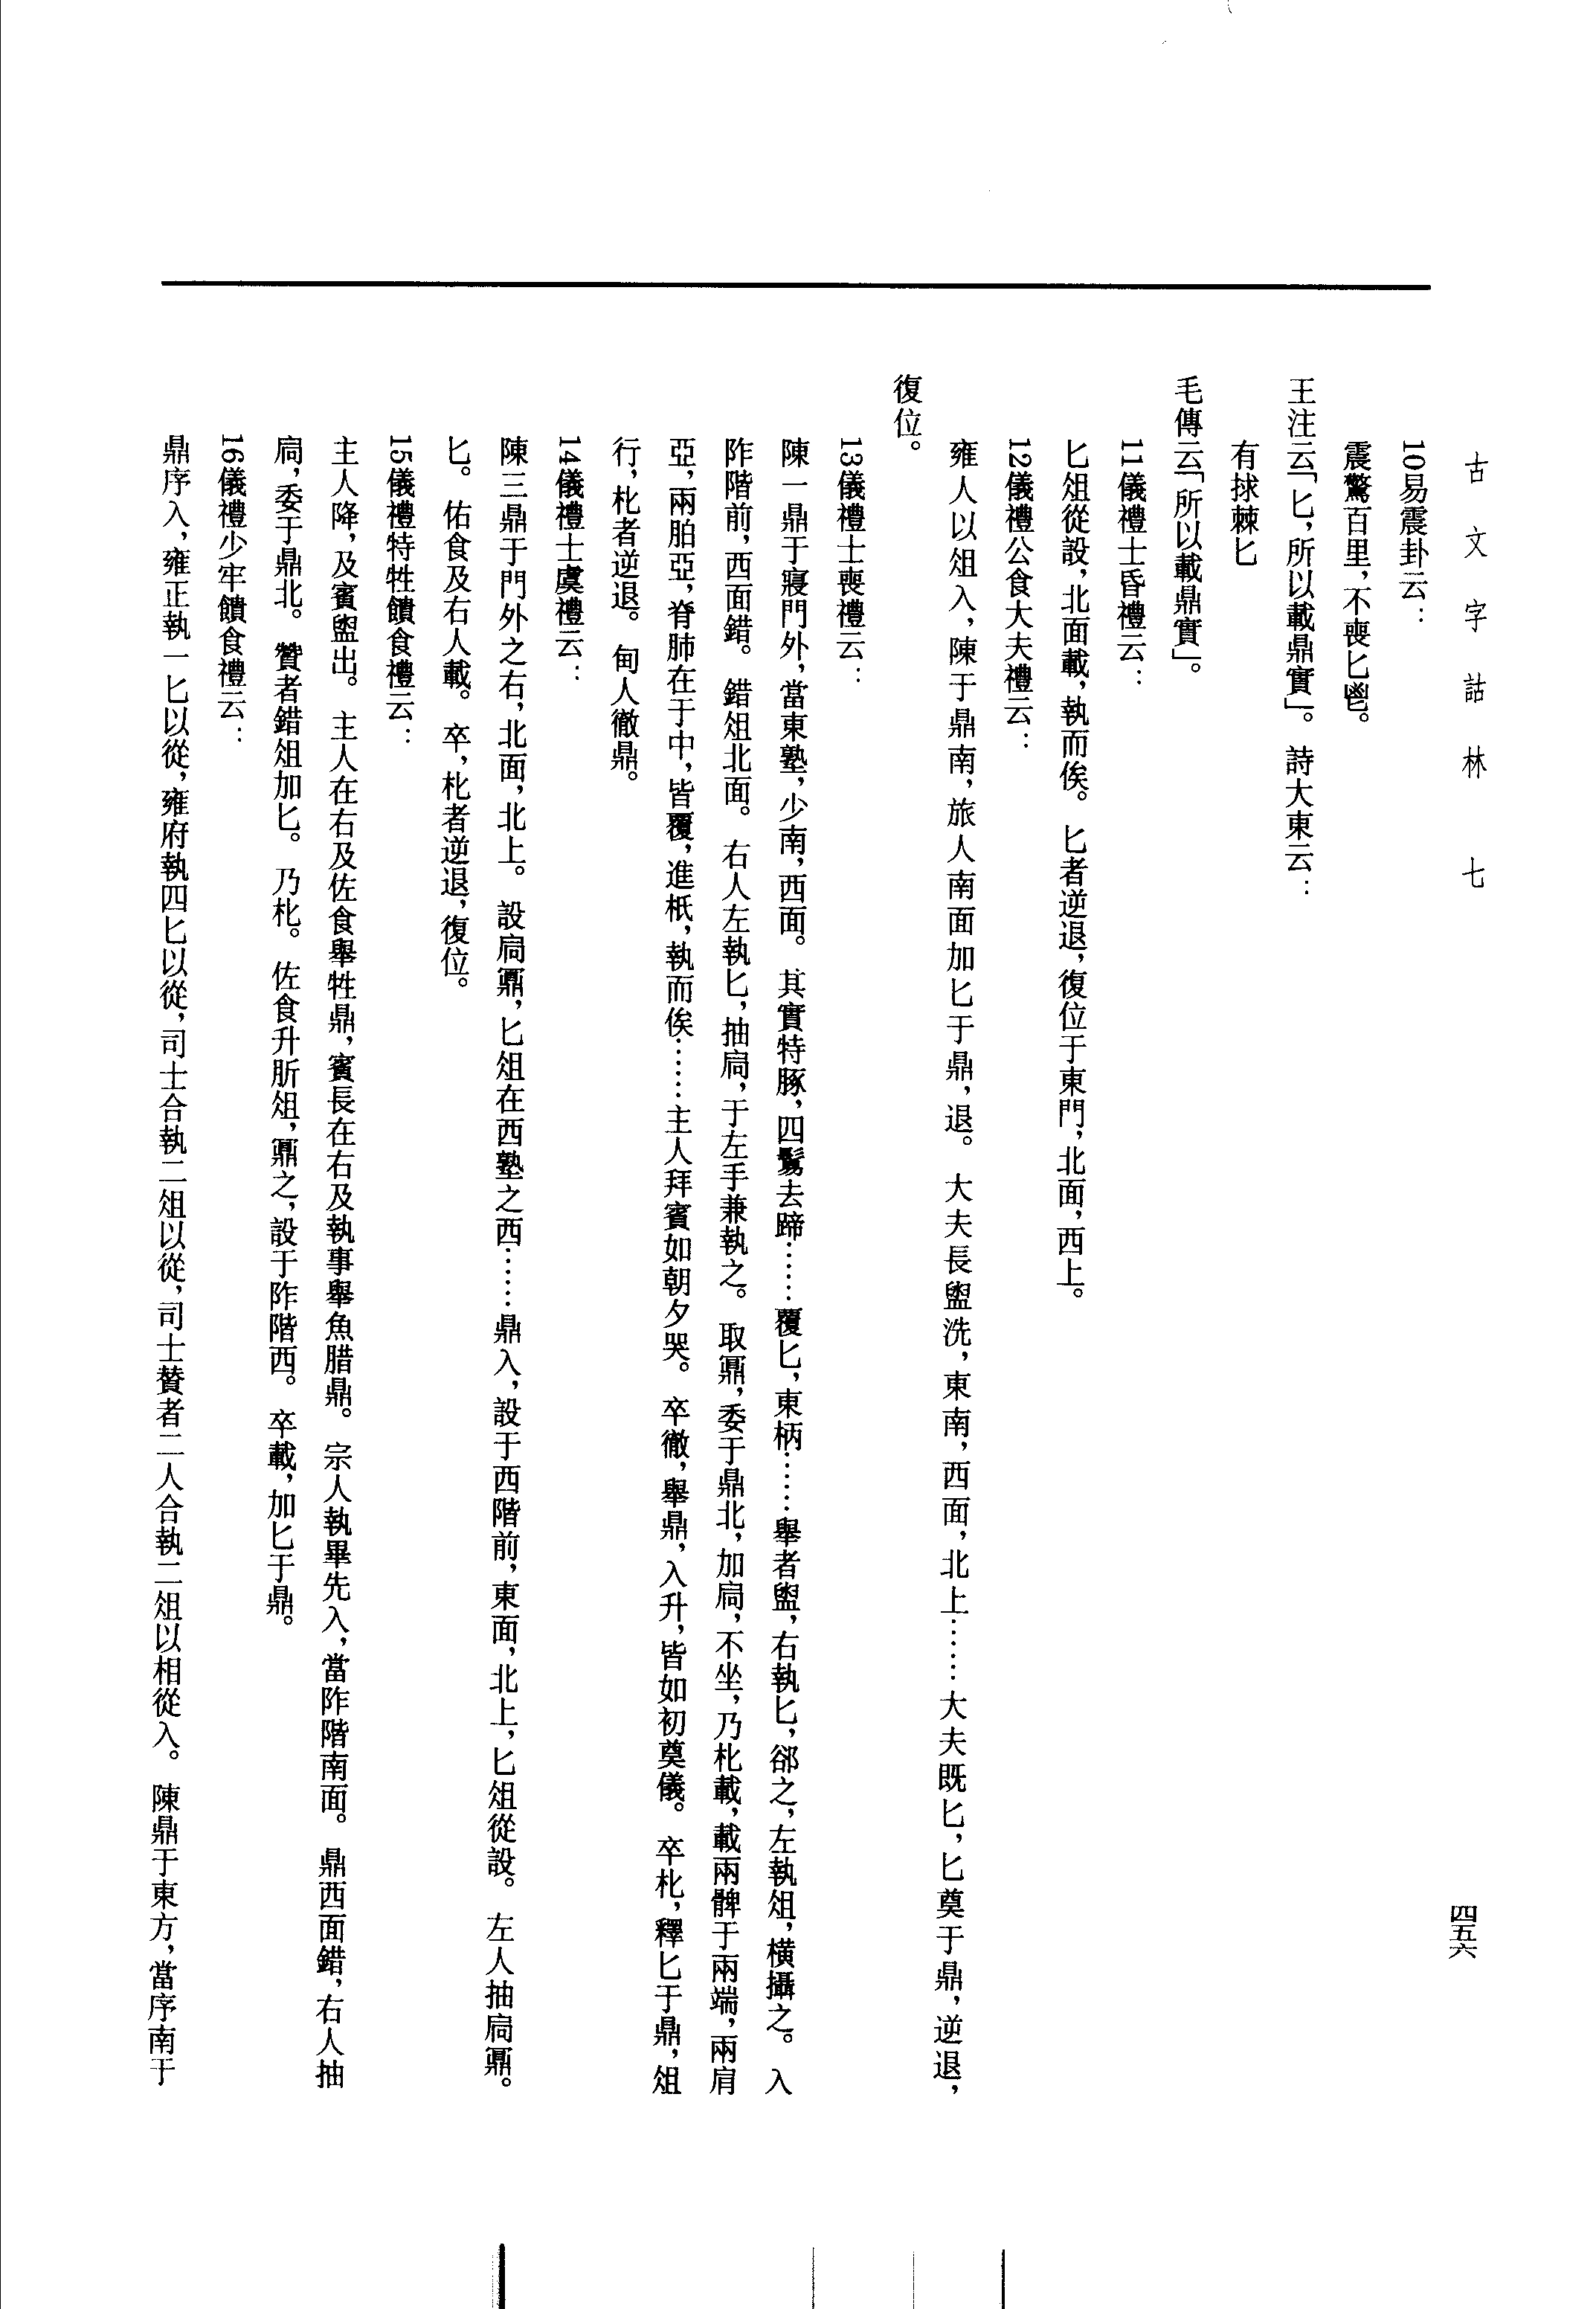 古文字詁林 七
四五六
10易震卦云：
震驚百里，不喪匕鬯。
王注云「匕，所以載鼎實」。詩大東云：
有捄棘匕
毛傳云「所以載鼎實」。
11儀禮士昏禮云：
匕俎從設，北面載，執而俟。匕者逆退，復位于東門，北面，西上。
12儀禮公食大夫禮云：
雍人以俎入，陳于鼎南，旅人南面加匕于鼎，退。大夫長盥洗，東南，西面，北上……大夫既匕，匕奠于鼎，逆退，
復位。
13儀禮士喪禮云：
陳一鼎于寢門外，當東塾，少南，西面。其實特豚，四鬄去蹄……覆匕，東柄……舉者盥，右執匕，卻之，左執俎，橫攝之。入
阼階前，西面錯。錯俎北面。右人左執匕，抽扃，于左手兼執之。取鼏，委于鼎北，加扃，不坐，乃朼載，載兩髀于兩端，兩肩
亞，兩胉亞，脊肺在于中，皆覆，進柢，執而俟……主人拜賓如朝夕哭。卒徹，舉鼎，入升，皆如初奠儀。卒朼，釋匕于鼎，俎
行，朼者逆退。甸人徹鼎。
14儀禮士虞禮云：
陳三鼎于門外之右，北面，北上。設扃鼏，匕俎在西塾之西……鼎入，設于西階前，東面，北上，匕俎從設。左人抽扃鼏。
匕。佑食及右人載。卒，朼者逆退，復位。
15儀禮特牲饋食禮云：
主人降，及賓盥出。主人在右及佐食舉牲鼎，賓長在右及執事舉魚腊鼎。宗人執畢先入，當阼階南面。鼎西面錯，右人抽
扃，委于鼎北。贊者錯俎加匕。乃朼。佐食升肵俎，鼏之，設于阼階西。卒載，加匕于鼎。
16儀禮少牢饋食禮云：
鼎序入，雍正執一匕以從，雍府執四匕以從，司士合執二俎以從，司士贊者二人合執二俎以相從入。陳鼎于東方，當序南于